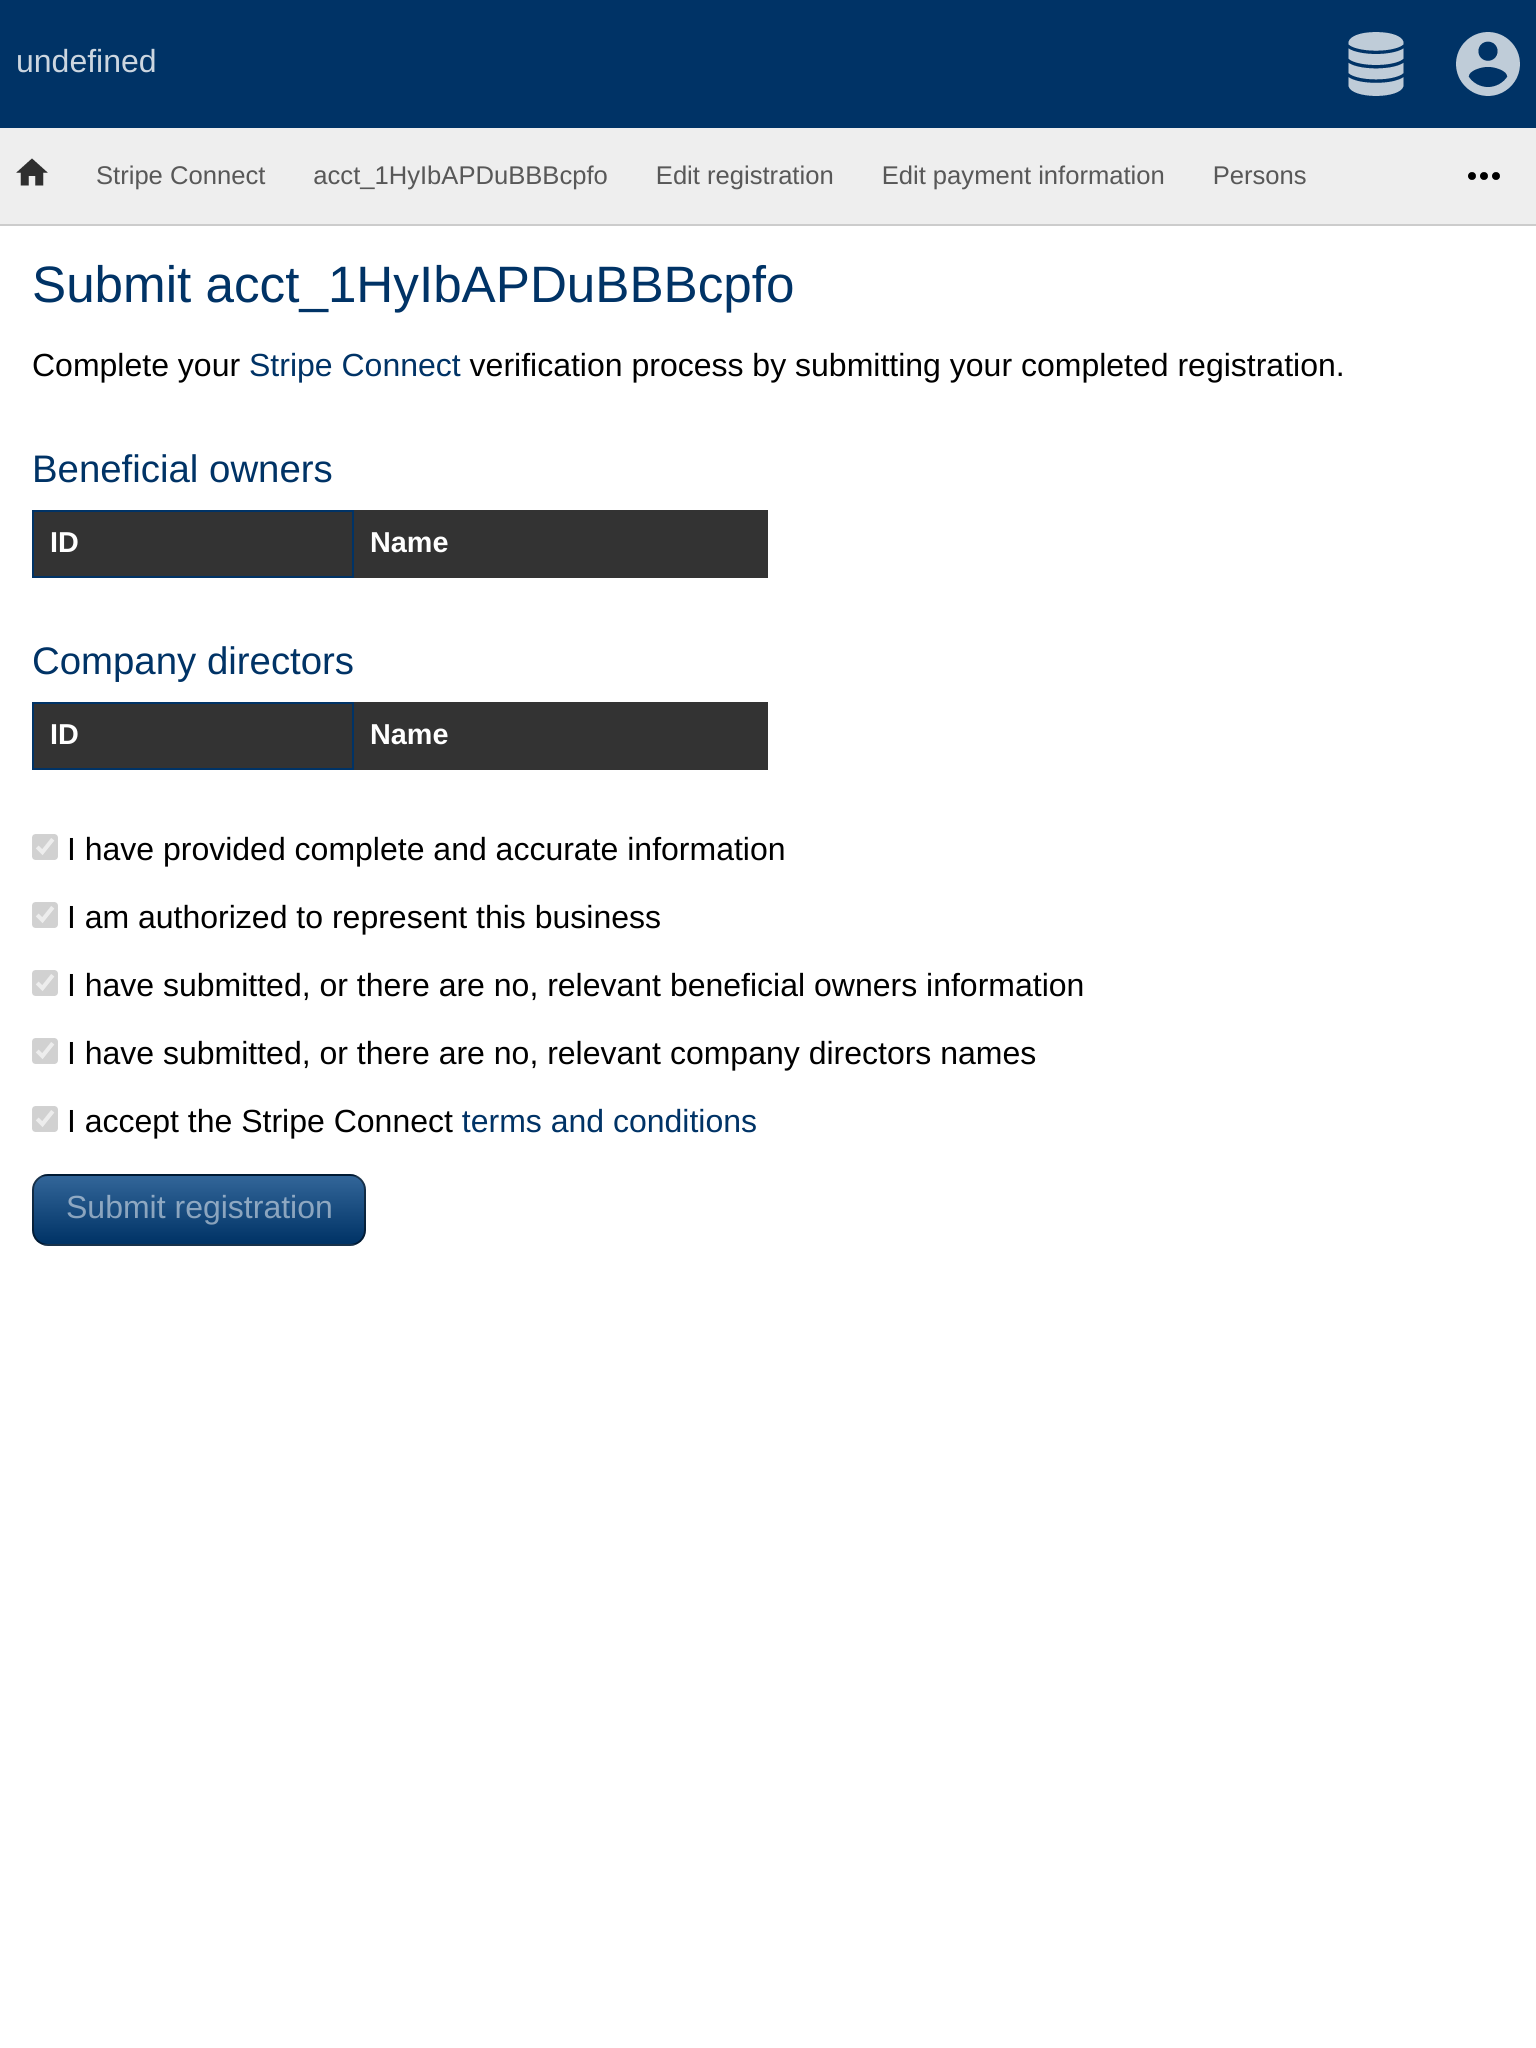 undefined
Stripe Connect acct_1HyIbAPDuBBBcpfo Edit registration Edit payment information Persons
Submit acct_1HyIbAPDuBBBcpfo
Complete your Stripe Connect verification process by submitting your completed registration.
Beneficial owners
ID Name
Company directors
ID Name
I have provided complete and accurate information
I am authorized to represent this business
I have submitted, or there are no, relevant beneficial owners information
I have submitted, or there are no, relevant company directors names
I accept the Stripe Connect terms and conditions
Submit registration